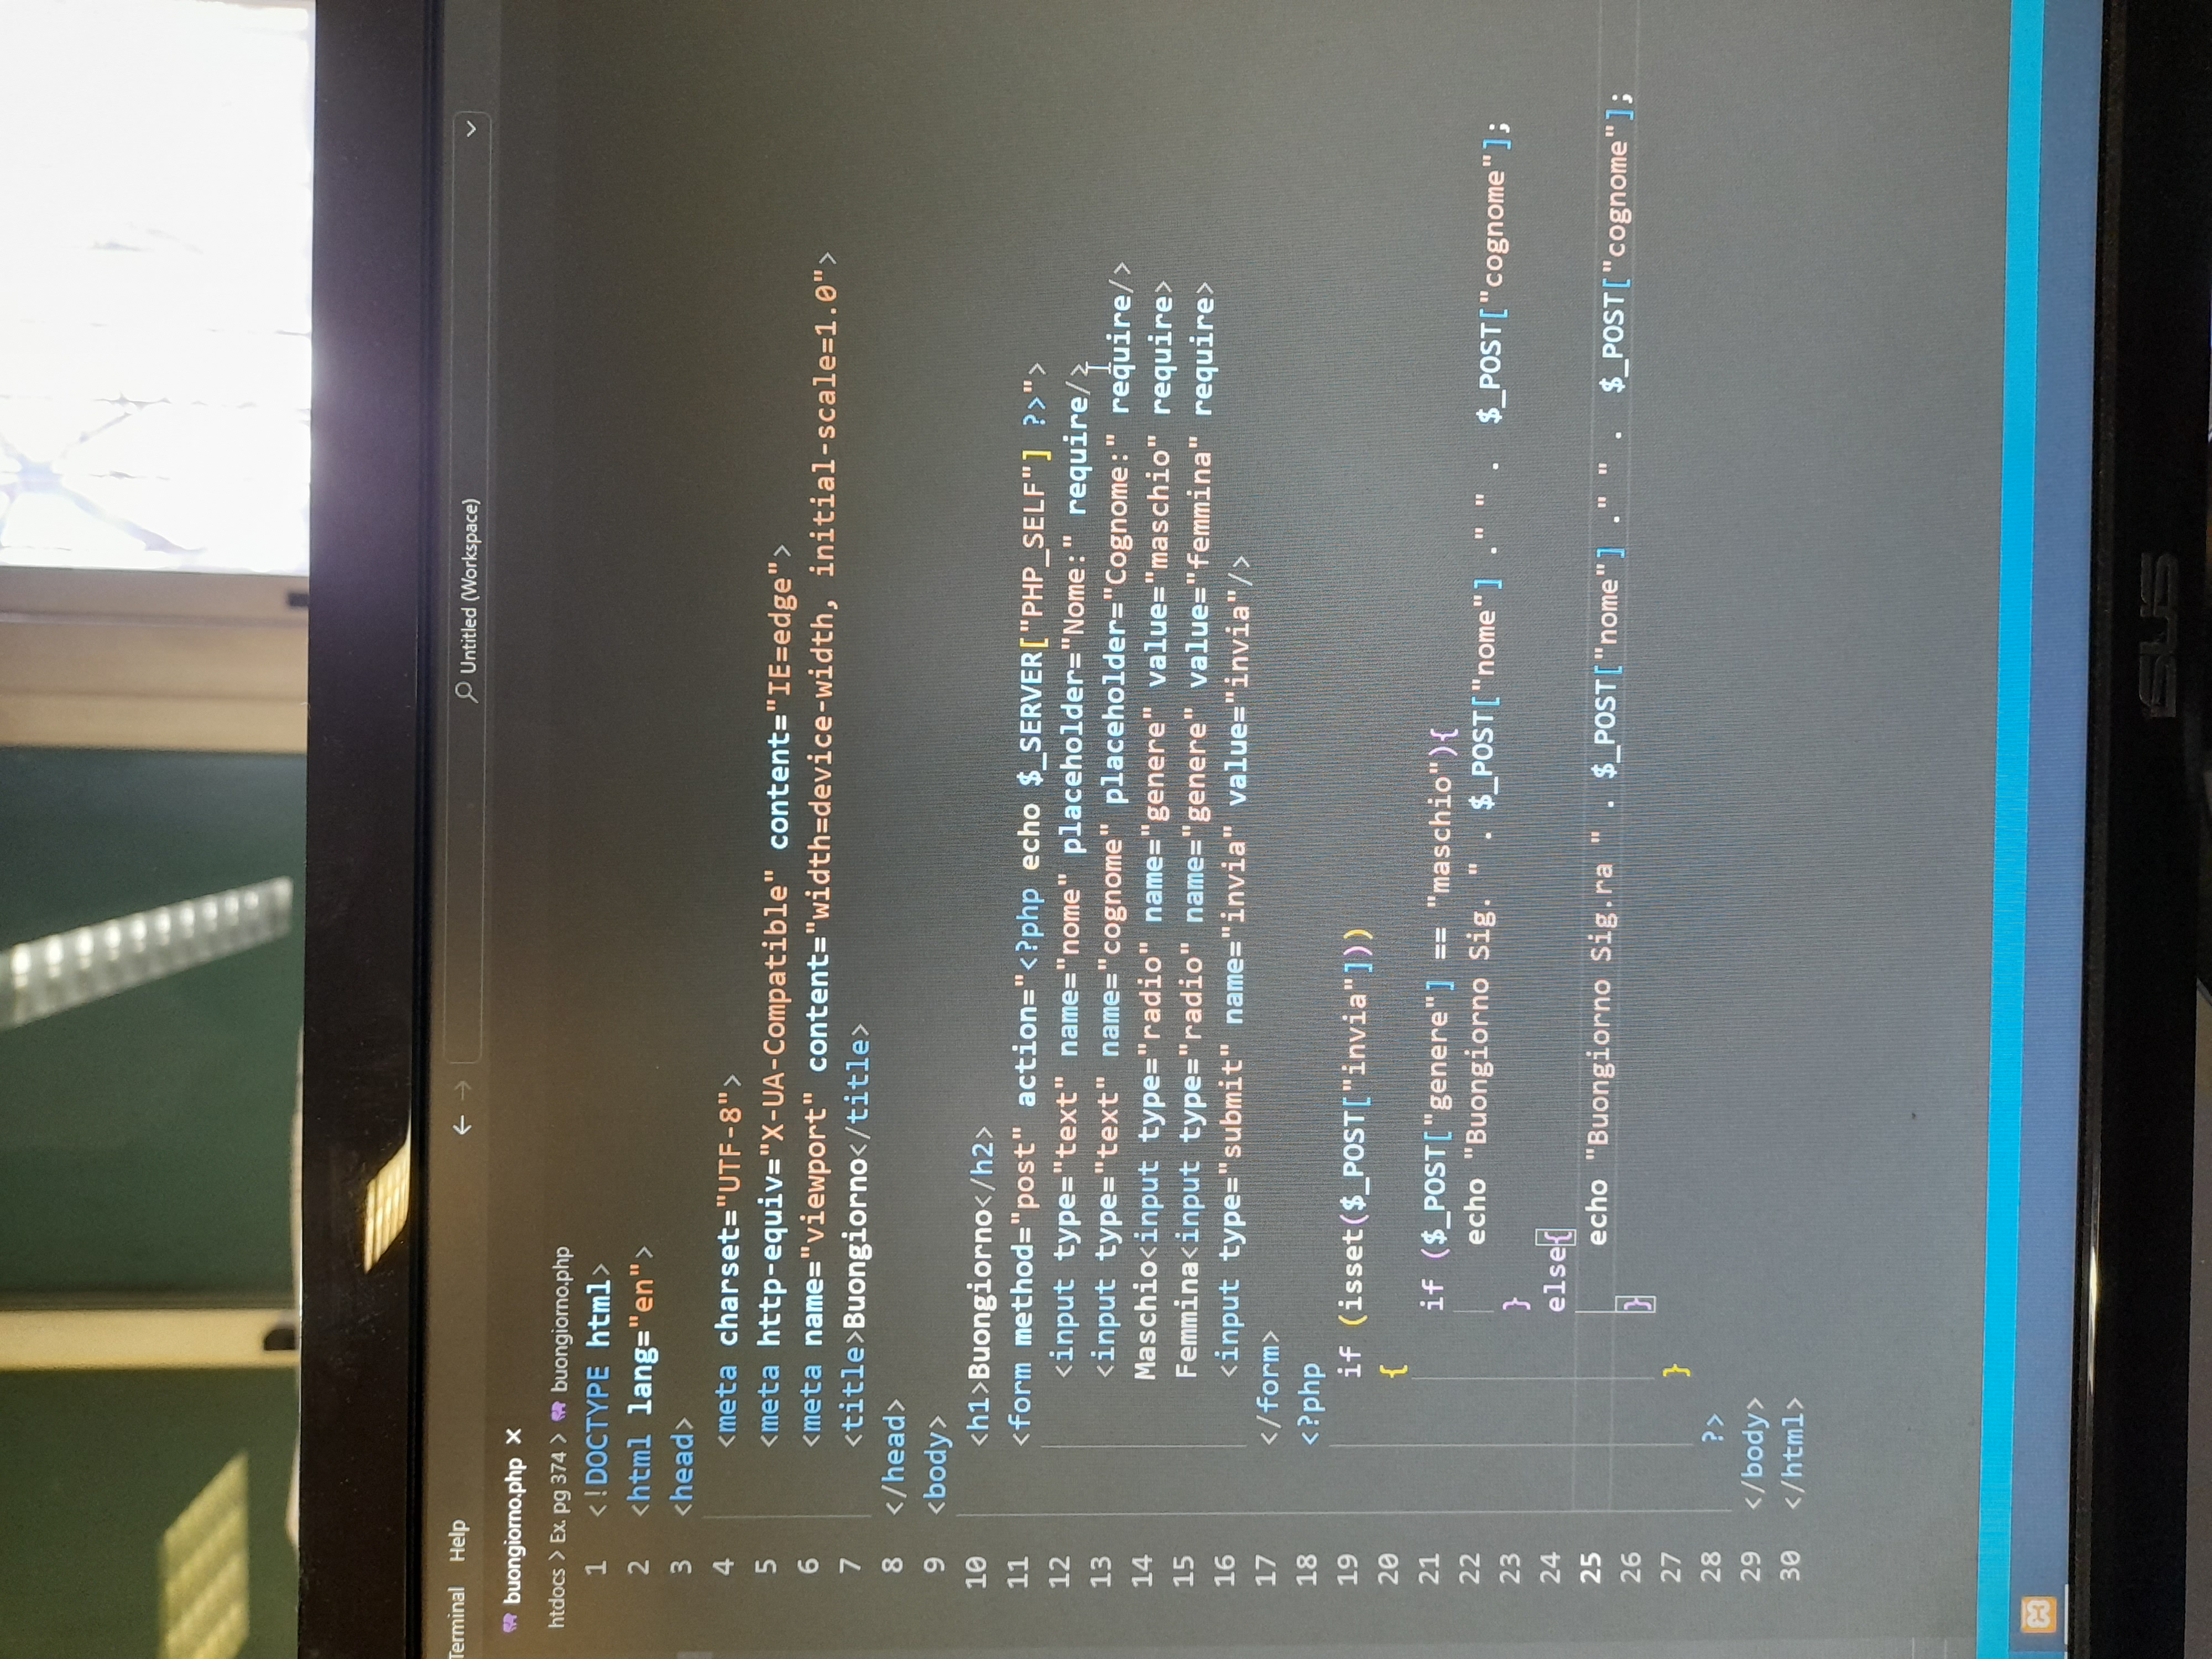 Terminal Help ← → Untitled (Workspace)
buongiorno.php ×
htdocs > Ex. pg 374 > buongiorno.php
1 <!DOCTYPE html>
2 <html lang="en">
3 <head>
4 <meta charset="UTF-8">
5 <meta http-equiv="X-UA-Compatible" content="IE=edge">
6 <meta name="viewport" content="width=device-width, initial-scale=1.0">
7 <title>Buongiorno</title>
8 </head>
9 <body>
10 <h1>Buongiorno</h2>
11 <form method="post" action="<?php echo $_SERVER["PHP_SELF"] ?>">
12 <input type="text" name="nome" placeholder="Nome:" require/>
13 <input type="text" name="cognome" placeholder="Cognome:" require/>
14 Maschio<input type="radio" name="genere" value="maschio" require>
15 Femmina<input type="radio" name="genere" value="femmina" require>
16 <input type="submit" name="invia" value="invia"/>
17 </form>
18 <?php
19 if (isset($_POST["invia"]))
20 {
21 if ($_POST["genere"] == "maschio"){
22 echo "Buongiorno Sig. " . $_POST["nome"] ." " .  $_POST["cognome"];
23 }
24 else{
25 echo "Buongiorno Sig.ra " . $_POST["nome"] ." " .  $_POST["cognome"];
26 }
27 }
28 ?>
29 </body>
30 </html>
ASUS